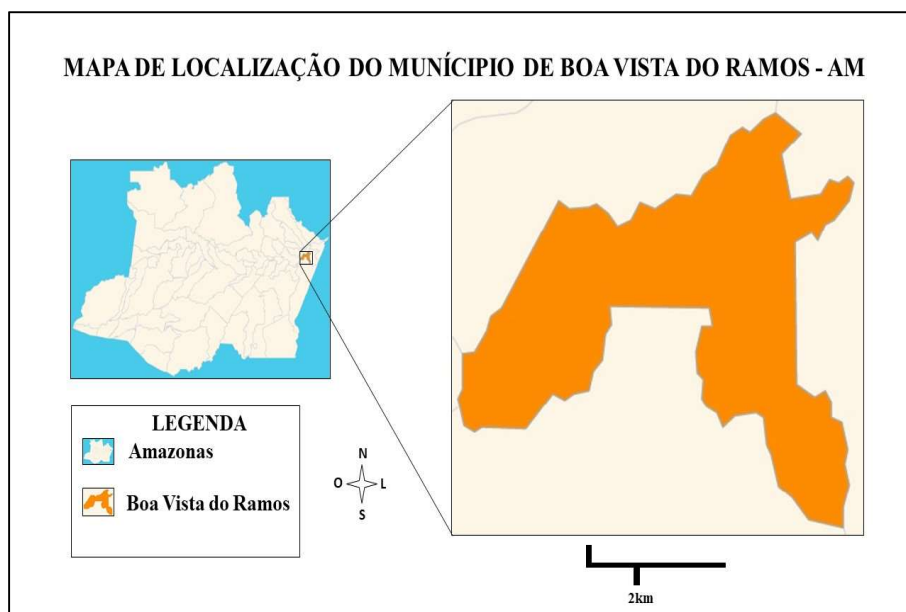 MAPA DE LOCALIZAÇÃO DO MUNÍCIPIO DE BOA VISTA DO RAMOS - AM
LEGENDA
Amazonas
Boa Vista do Ramos
N
O L
S
2km